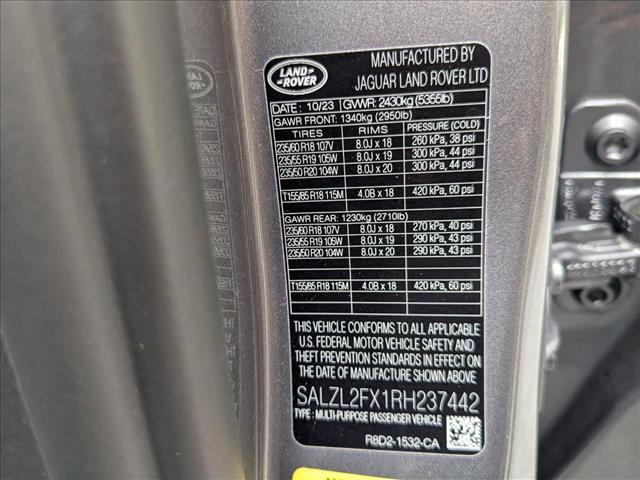 LAND
ROVER
MANUFACTURED BY
JAGUAR LAND ROVER LTD
DATE: 10/23 GVWR: 2430kg (5355lb)
GAWR FRONT: 1340kg (2950lb)
TIRES RIMS PRESSURE (COLD)
235/60 R18 107V 8.0J x 18 260 kPa, 38 psi
235/55 R19 105W 8.0J x 19 300 kPa, 44 psi
235/50 R20 104W 8.0J x 20 300 kPa, 44 psi
T155/85 R18 115M 4.0B x 18 420 kPa, 60 psi
GAWR REAR: 1230kg (2710lb)
235/60 R18 107V 8.0J x 18 270 kPa, 40 psi
235/55 R19 105W 8.0J x 19 290 kPa, 43 psi
235/50 R20 104W 8.0J x 20 290 kPa, 43 psi
T155/85 R18 115M 4.0B x 18 420 kPa, 60 psi
THIS VEHICLE CONFORMS TO ALL APPLICABLE
U.S. FEDERAL MOTOR VEHICLE SAFETY AND
THEFT PREVENTION STANDARDS IN EFFECT ON
THE DATE OF MANUFACTURE SHOWN ABOVE
SALZL2FX1RH237442
TYPE: MULTI-PURPOSE PASSENGER VEHICLE
R8D2-1532-CA